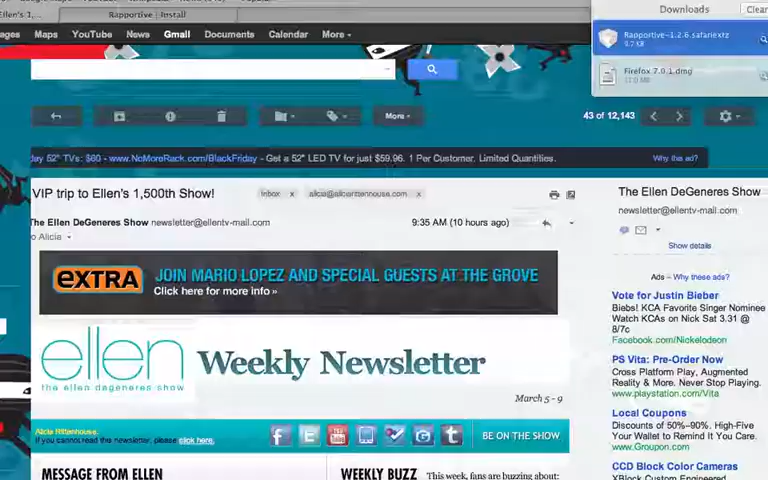 Ellen's 1,...
Rapportive - Install
Downloads
Clear
ages Maps YouTube News Gmail Documents Calendar More
Rapportive-1.2.6.safariextz
9.7 KB
Firefox 7.0.1.dmg
More
43 of 12,143
day 52" TVs: $60 - www.NoMoreRack.com/BlackFriday - Get a 52" LED TV for just $59.96. 1 Per Customer. Limited Quantities.
Why this ad?
VIP trip to Ellen's 1,500th Show!
Inbox x
alicia@aliciarittenhouse.com x
The Ellen DeGeneres Show newsletter@ellentv-mail.com
9:35 AM (10 hours ago)
o Alicia
The Ellen DeGeneres Show
newsletter@ellentv-mail.com
Show details
extra
JOIN MARIO LOPEZ AND SPECIAL GUESTS AT THE GROVE
Click here for more info »
ellen
the ellen degeneres show
Weekly Newsletter
March 5 - 9
Alicia Rittenhouse,
If you cannot read this newsletter, please click here.
BE ON THE SHOW
MESSAGE FROM ELLEN
WEEKLY BUZZ This week, fans are buzzing about:
Ads - Why these ads?
Vote for Justin Bieber
Biebs! KCA Favorite Singer Nominee
Watch KCAs on Nick Sat 3.31 @
8/7c
Facebook.com/Nickelodeon
PS Vita: Pre-Order Now
Cross Platform Play, Augmented
Reality & More. Never Stop Playing.
www.playstation.com/Vita
Local Coupons
Discounts of 50%-90%. High-Five
Your Wallet to Remind It You Care.
www.Groupon.com
CCD Block Color Cameras
XBlock Custom Engineered